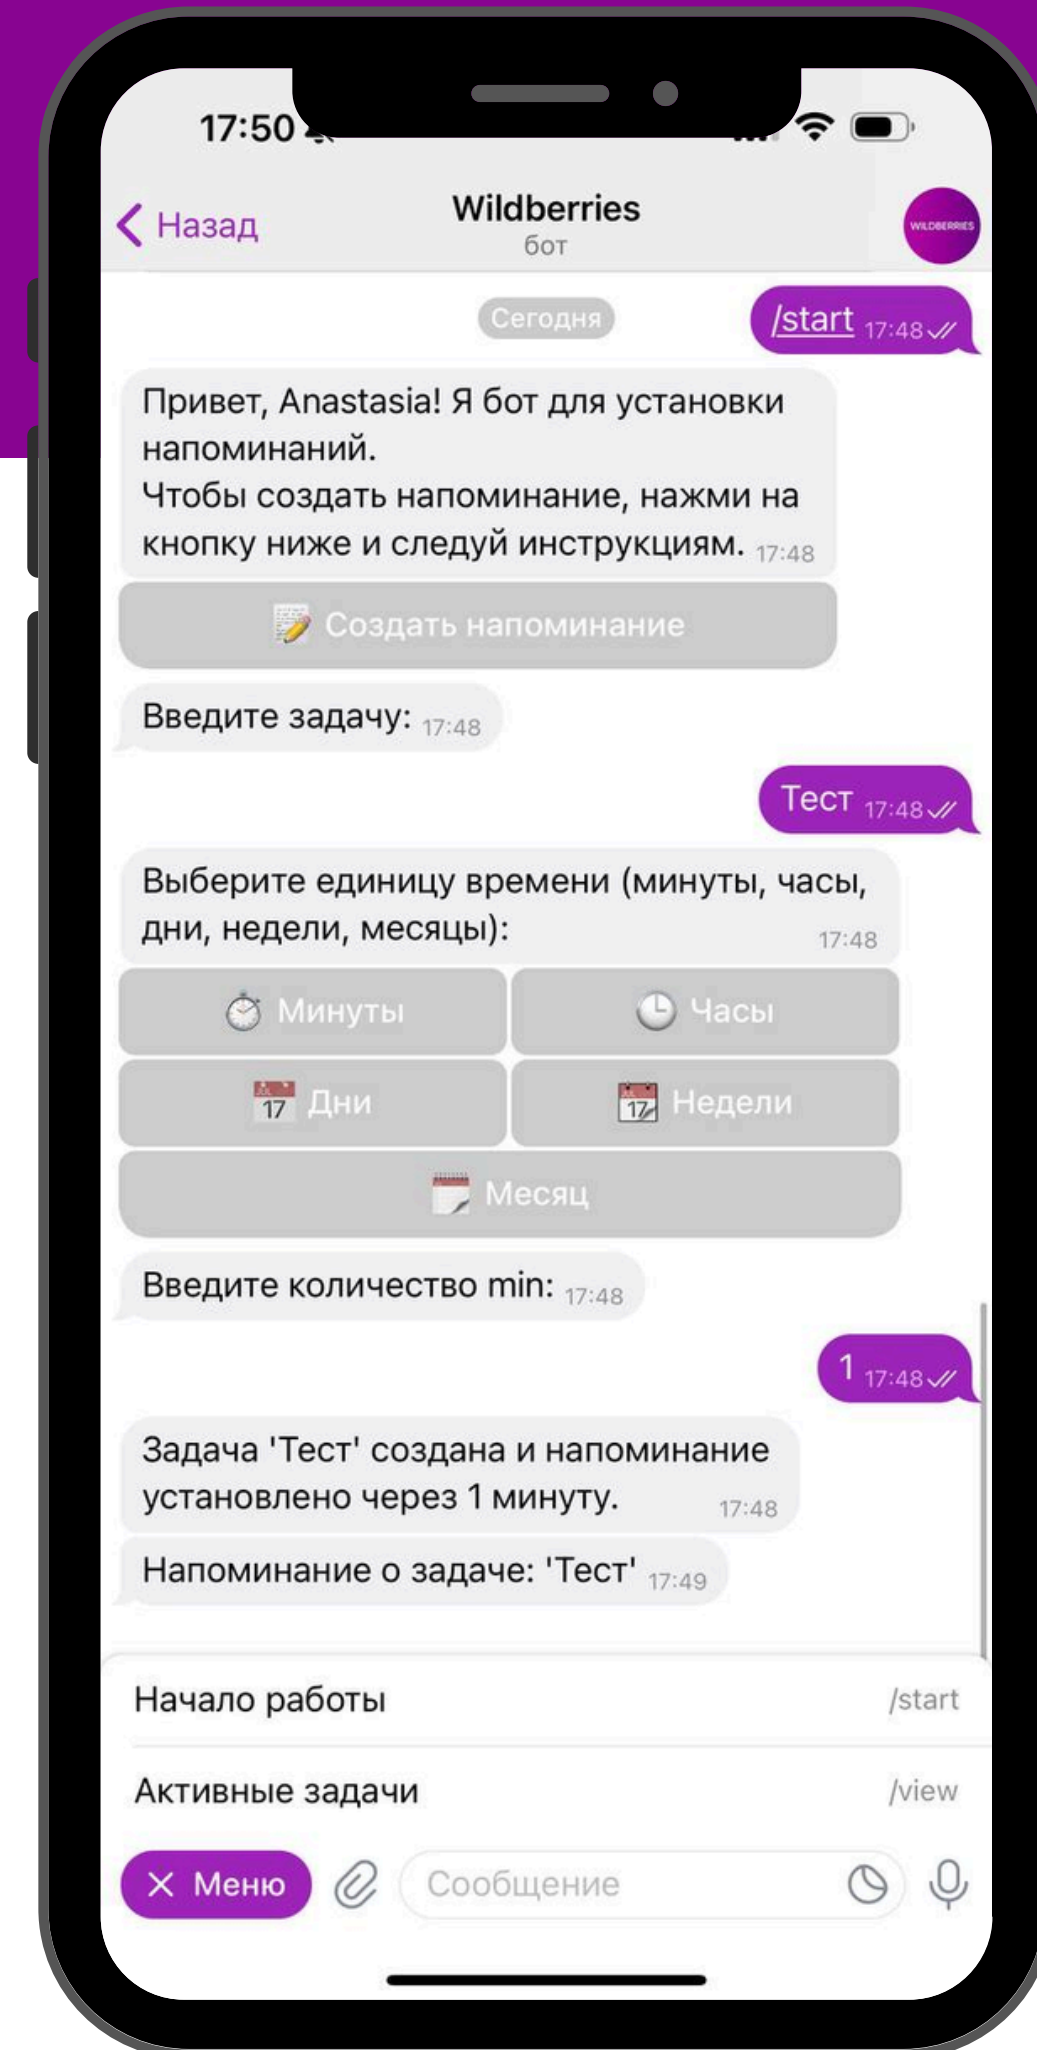 17:50
Назад
Wildberries
бот
WILDBERRIES
Сегодня
/start 17:48
Привет, Anastasia! Я бот для установки
напоминаний.
Чтобы создать напоминание, нажми на
кнопку ниже и следуй инструкциям. 17:48
Создать напоминание
Введите задачу: 17:48
Тест 17:48
Выберите единицу времени (минуты, часы,
дни, недели, месяцы): 17:48
Минуты
Часы
17 Дни
17 Недели
Месяц
Введите количество min: 17:48
1 17:48
Задача 'Тест' создана и напоминание
установлено через 1 минуту. 17:48
Напоминание о задаче: 'Тест' 17:49
Начало работы /start
Активные задачи /view
Меню
Сообщение